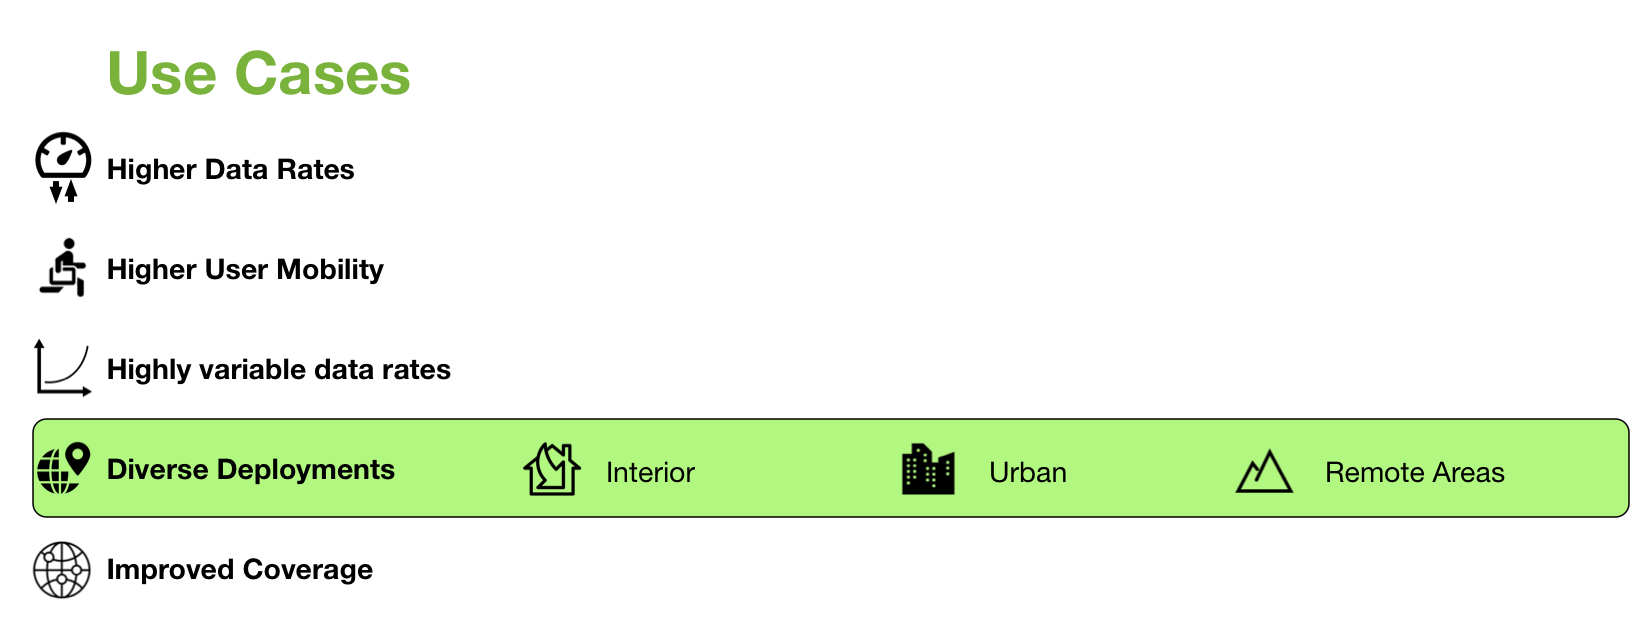 Use Cases
Higher Data Rates
Higher User Mobility
Highly variable data rates
Diverse Deployments Interior Urban Remote Areas
Improved Coverage